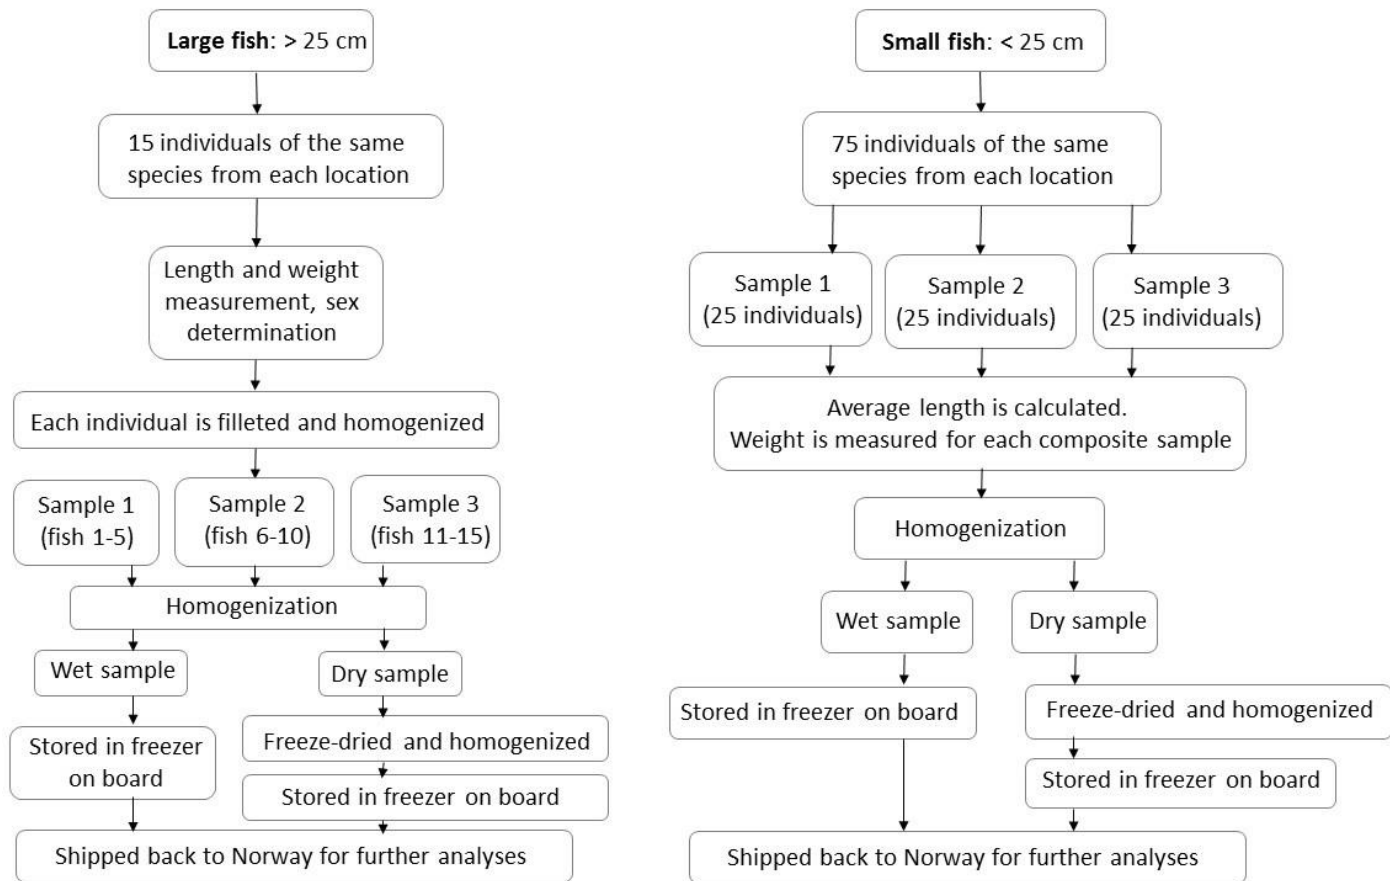 Large fish: > 25 cm
15 individuals of the same
species from each location
Length and weight
measurement, sex
determination
Each individual is filleted and homogenized
Sample 1
(fish 1-5)
Sample 2
(fish 6-10)
Sample 3
(fish 11-15)
Homogenization
Wet sample
Dry sample
Stored in freezer
on board
Freeze-dried and homogenized
Stored in freezer on board
Shipped back to Norway for further analyses
Small fish: < 25 cm
75 individuals of the same
species from each location
Sample 1
(25 individuals)
Sample 2
(25 individuals)
Sample 3
(25 individuals)
Average length is calculated.
Weight is measured for each composite sample
Homogenization
Wet sample
Dry sample
Stored in freezer on board
Freeze-dried and homogenized
Stored in freezer on board
Shipped back to Norway for further analyses